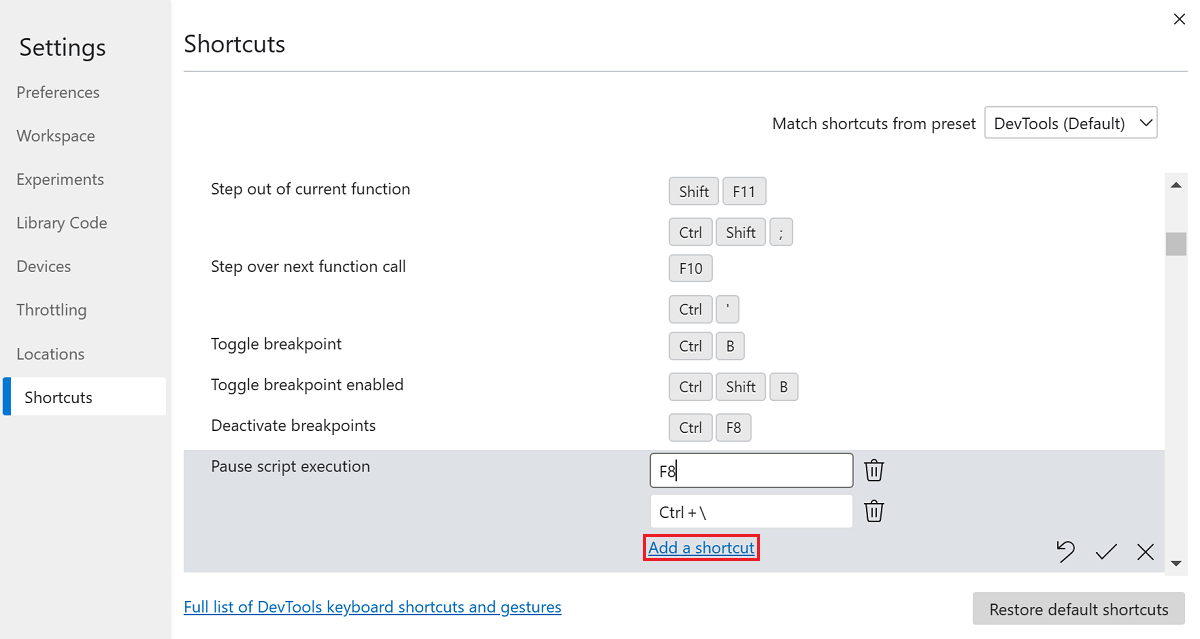 Settings
Preferences
Workspace
Experiments
Library Code
Devices
Throttling
Locations
Shortcuts
Shortcuts
Match shortcuts from preset DevTools (Default)
Step out of current function Shift F11
Ctrl Shift ;
Step over next function call F10
Ctrl '
Toggle breakpoint Ctrl B
Toggle breakpoint enabled Ctrl Shift B
Deactivate breakpoints Ctrl F8
Pause script execution F8
Ctrl + \
Add a shortcut
Full list of DevTools keyboard shortcuts and gestures
Restore default shortcuts